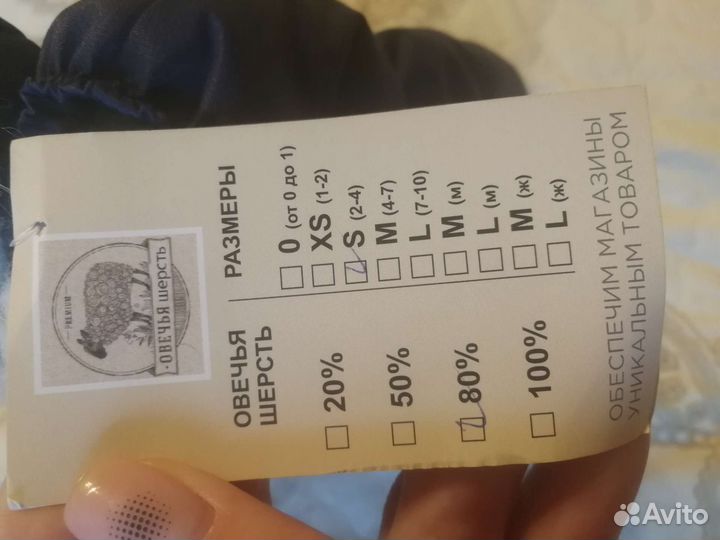 PREMIUM
·ОВЕЧЬЯ шерсть·
РАЗМЕРЫ
0 (от 0 до 1)
XS (1-2)
S (2-4)
M (4-7)
L (7-10)
M (м)
L (м)
M (ж)
L (ж)
ОВЕЧЬЯ
ШЕРСТЬ
20%
50%
80%
100%
ОБЕСПЕЧИМ МАГАЗИНЫ
УНИКАЛЬНЫМ ТОВАРОМ
Avito